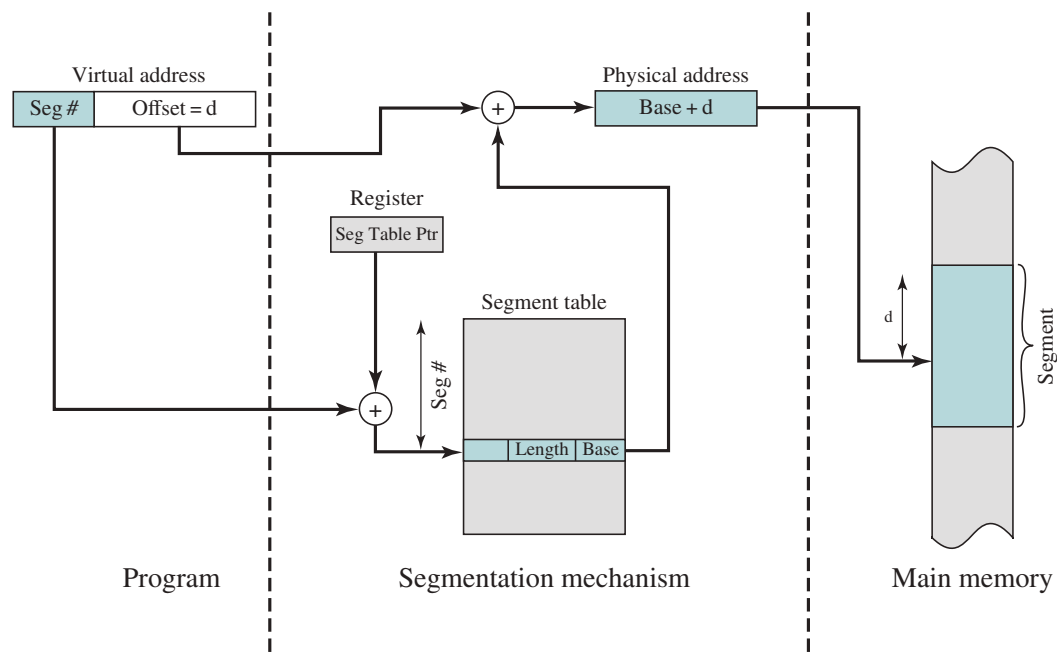 Virtual address
Seg # Offset = d
Physical address
Base + d
Register
Seg Table Ptr
Segment table
Seg #
Length Base
d
Segment
Program
Segmentation mechanism
Main memory
+
+